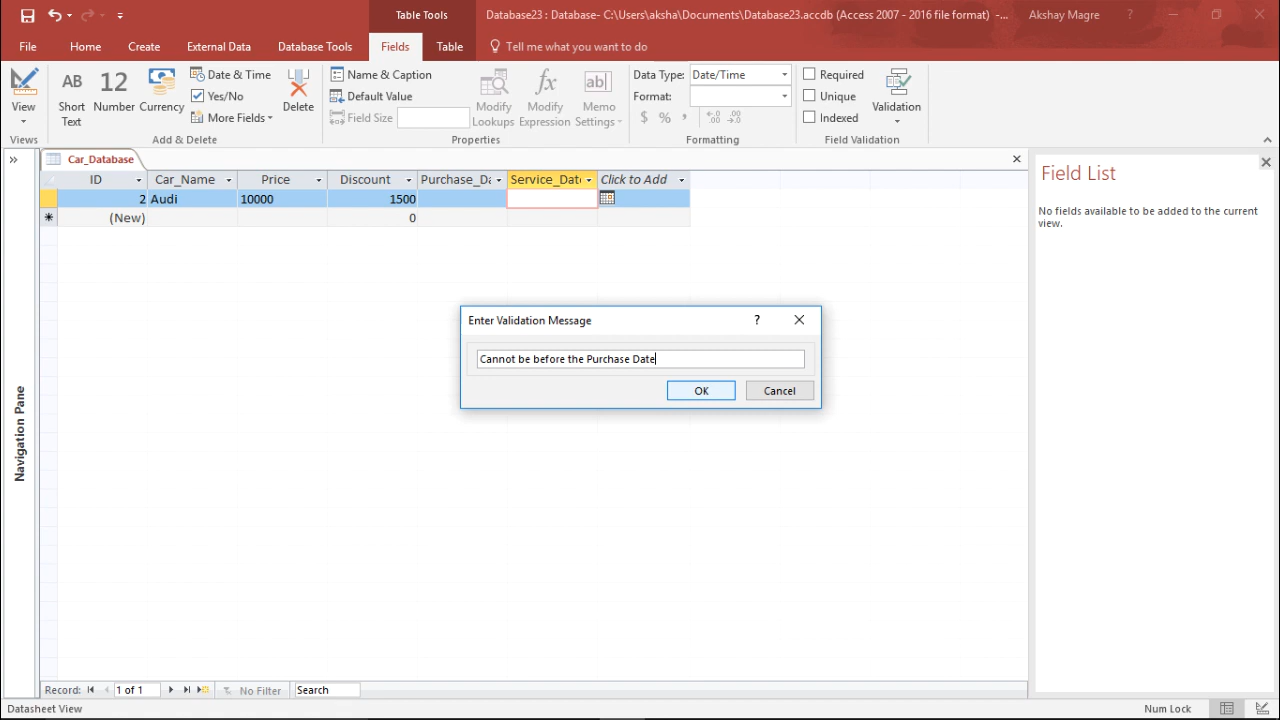 Table Tools
Database23 : Database- C:\Users\aksha\Documents\Database23.accdb (Access 2007 - 2016 file format) -...
Akshay Magre
?
File
Home
Create
External Data
Database Tools
Fields
Table
Tell me what you want to do
View
Views
AB
Short Text
12
Number
Currency
Date & Time
Yes/No
More Fields
Delete
Add & Delete
Name & Caption
Default Value
Field Size
Modify Lookups
fx
Modify Expression
ab
Memo Settings
Properties
Data Type: Date/Time
Format:
$ % , .00 .00
Formatting
Required
Unique
Indexed
Validation
Field Validation
Car_Database
ID Car_Name Price Discount Purchase_Da Service_Date Click to Add
2 Audi 10000 1500
(New) 0
Navigation Pane
Enter Validation Message ?
Cannot be before the Purchase Date
OK Cancel
Field List
No fields available to be added to the current
view.
Record: 1 of 1 No Filter Search
Datasheet View
Num Lock